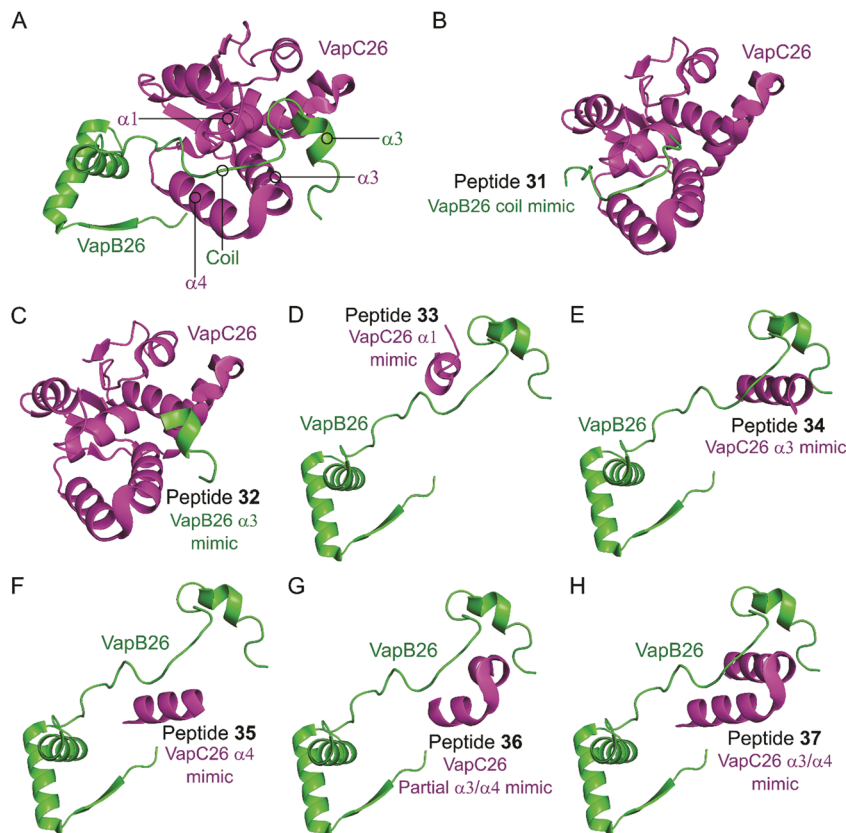 A
VapC26
α1
α3
α3
VapB26
Coil
α4
B
VapC26
Peptide 31
VapB26 coil mimic
C
VapC26
Peptide 32
VapB26 α3
mimic
D
Peptide 33
VapC26 α1
mimic
VapB26
E
VapB26
Peptide 34
VapC26 α3 mimic
F
VapB26
Peptide 35
VapC26 α4
mimic
G
VapB26
Peptide 36
VapC26
Partial α3/α4 mimic
H
VapB26
Peptide 37
VapC26 α3/α4
mimic